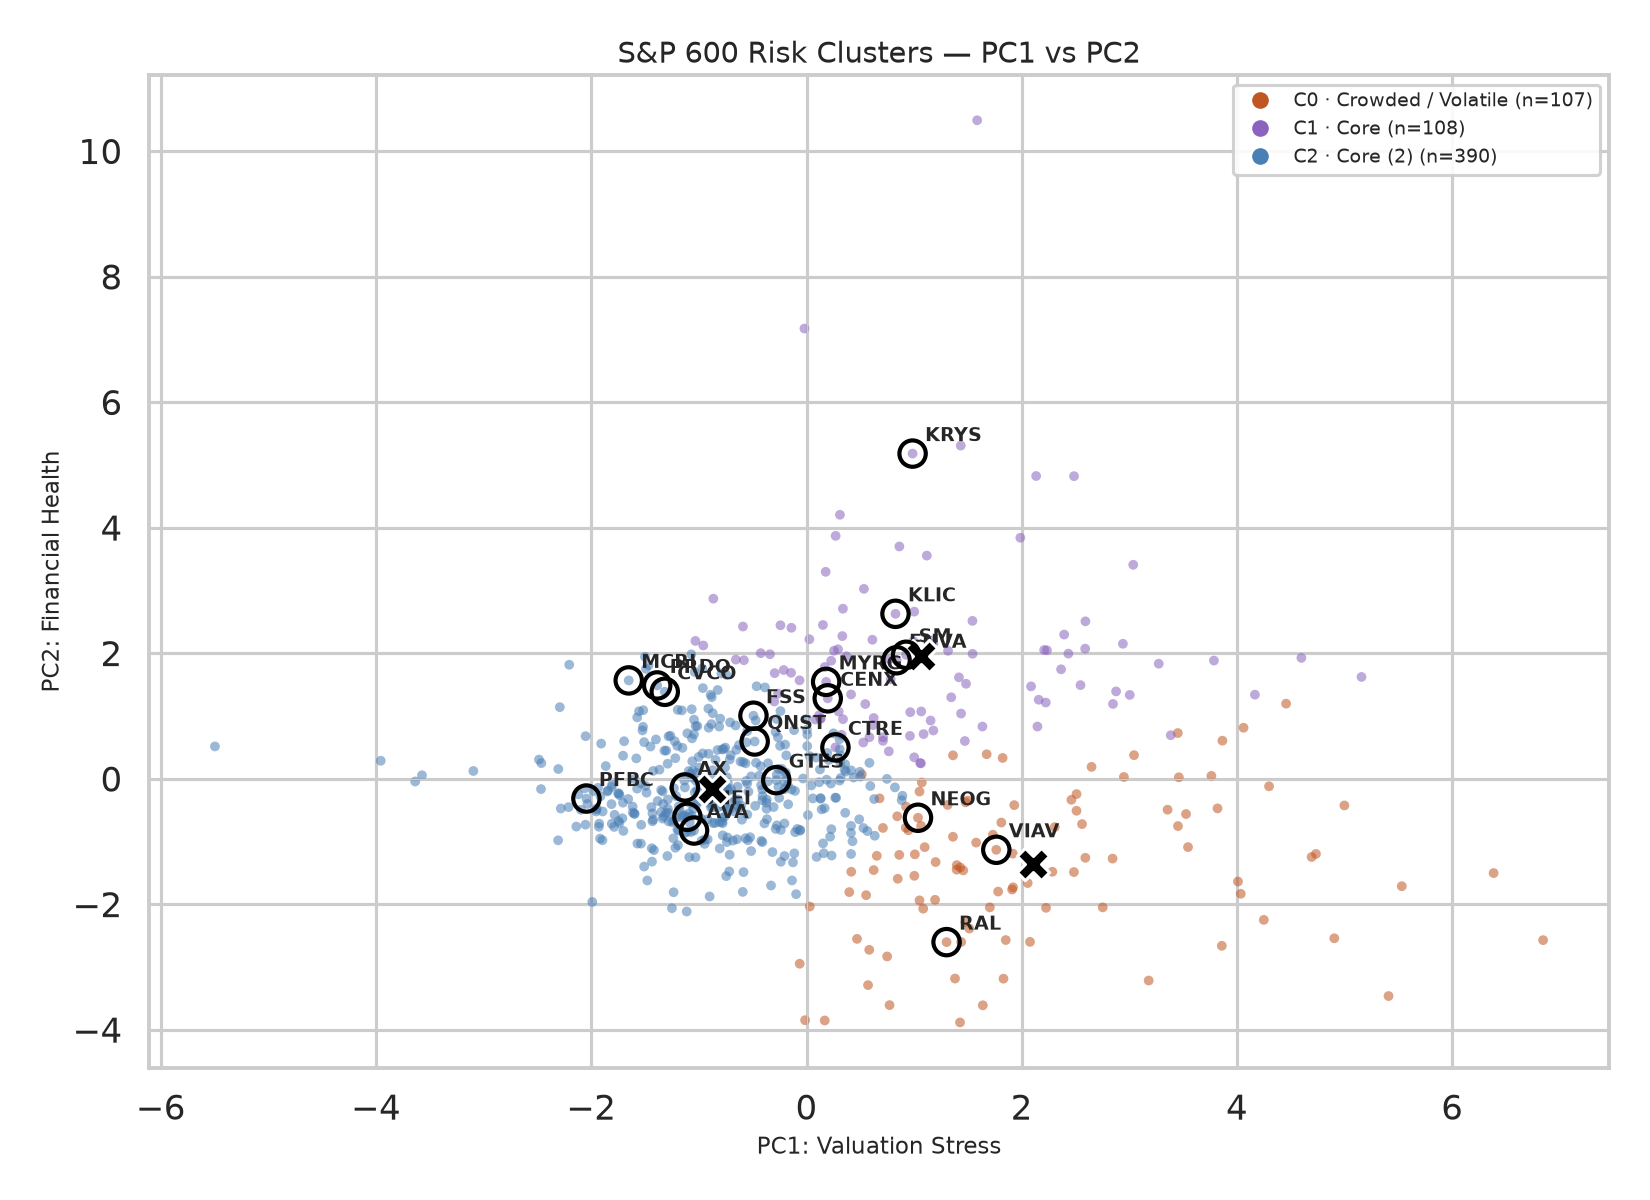 S&P 600 Risk Clusters — PC1 vs PC2
C0 · Crowded / Volatile (n=107)
C1 · Core (n=108)
C2 · Core (2) (n=390)
10
8
6
4
2
0
−2
−4
PC2: Financial Health
KRYS
KLIC
SM
MYRG
CENX
CVCO
FSS
QNST
CTRE
GTES
AX
PFBC
AVA
NEOG
VIAV
RAL
−6
−4
−2
0
2
4
6
PC1: Valuation Stress